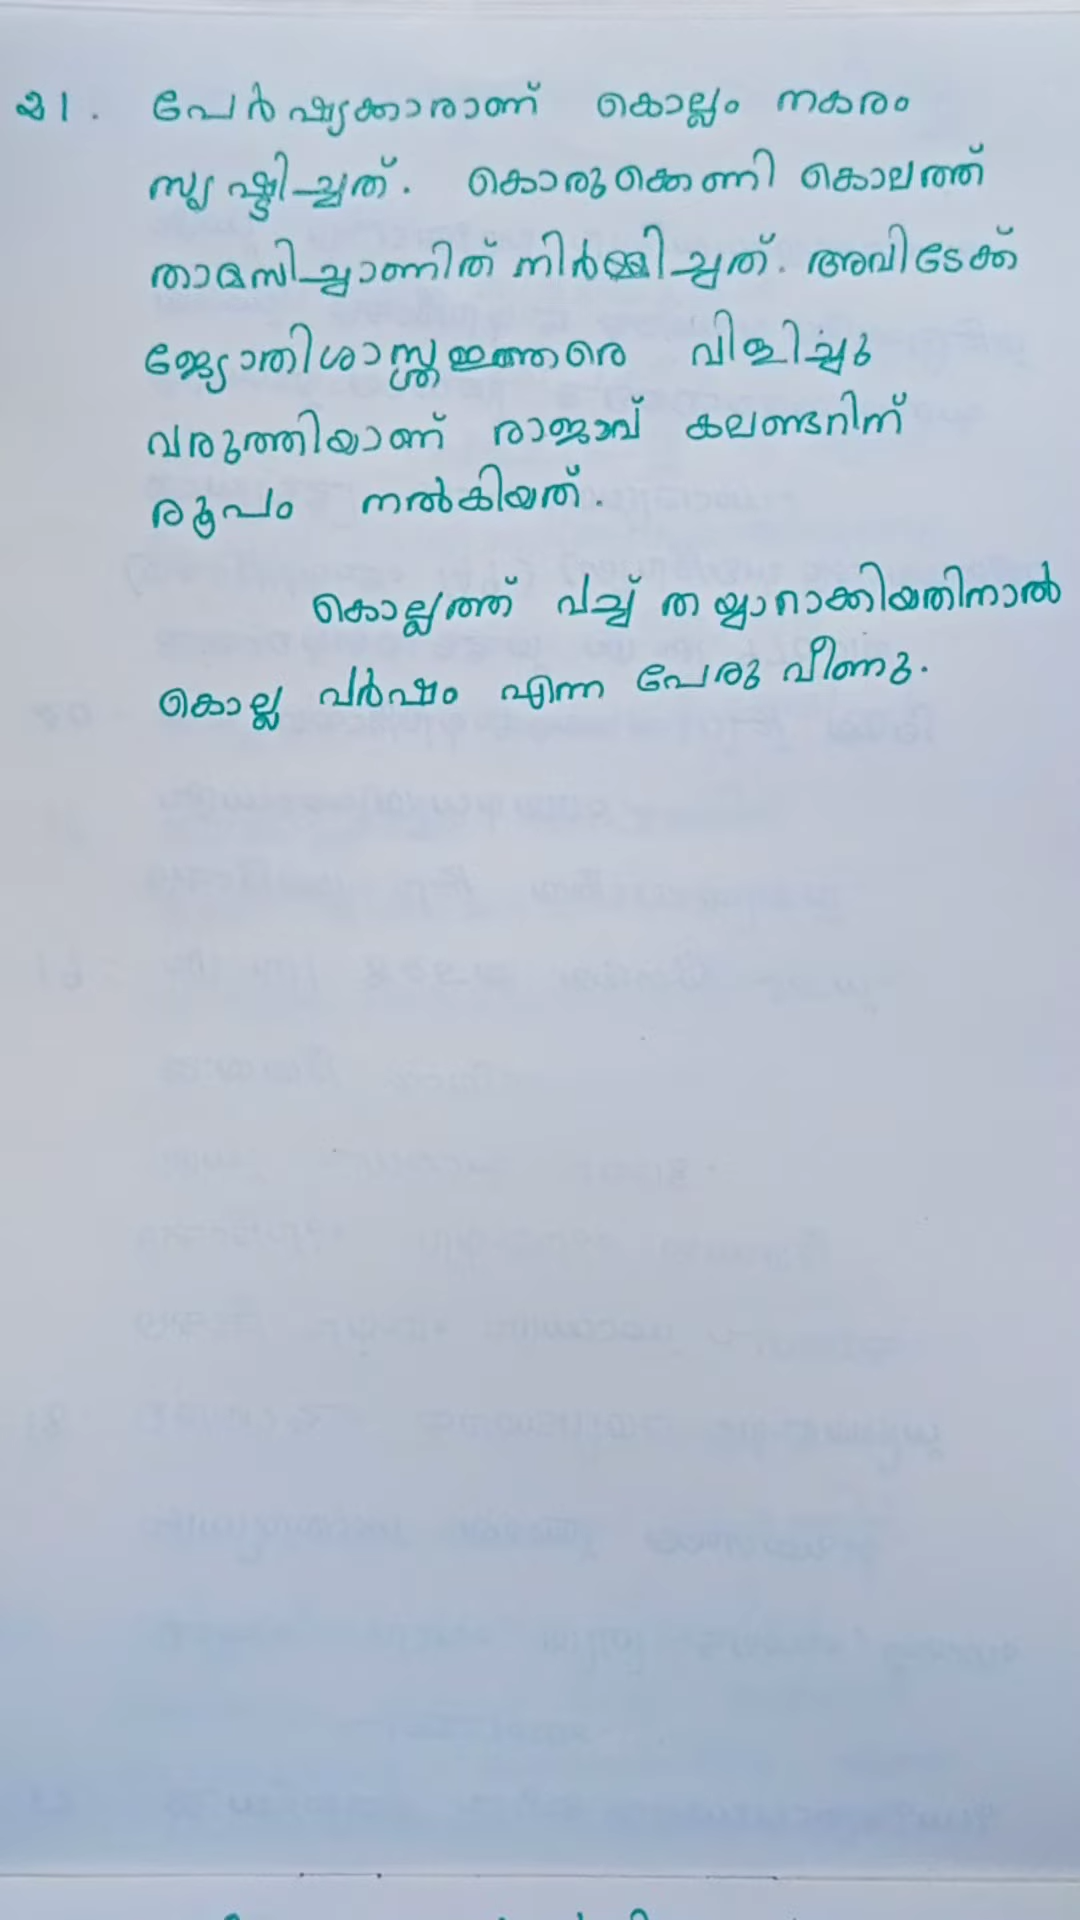 21. പേർഷ്യക്കാരാണ് കൊല്ലം നകരം
സൃഷ്ടിച്ചത്. കൊരുക്കെണി കൊലത്ത്
താമസിച്ചാണിത് നിർമ്മിച്ചത്. അവിടേക്ക്
ജ്യോതിശാസ്ത്രജ്ഞരെ വിളിച്ചു
വരുത്തിയാണ് രാജാവ് കലണ്ടറിന്
രൂപം നൽകിയത്.
കൊല്ലത്ത് വച്ച് തയ്യാറാക്കിയതിനാൽ
കൊല്ല വർഷം എന്ന പേരു വീണു.